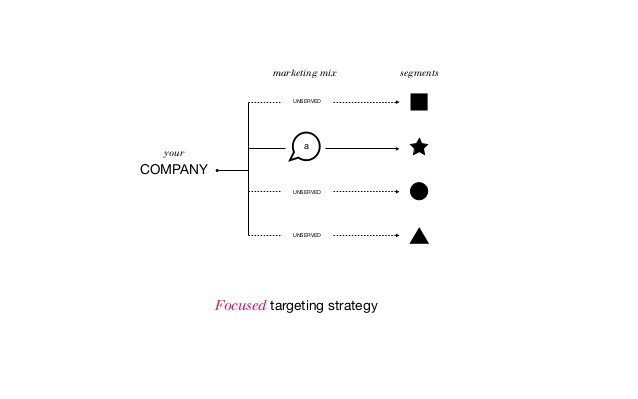 marketing mix
segments
UNSERVED
a
your
COMPANY
UNSERVED
UNSERVED
Focused targeting strategy